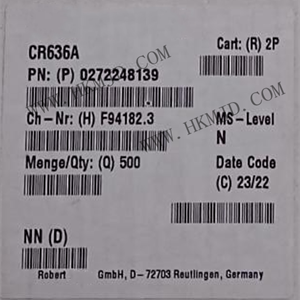 CR636A Cart: (R) 2P
PN: (P) 0272248139
Ch-Nr: (H) F94182.3 MS-Level
N
Menge/Qty: (Q) 500 Date Code
(C) 23/22
NN (D)
Robert GmbH, D-72703 Reutlingen, Germany
WWW.HKMJD.COM
WWW.HKMJD.COM